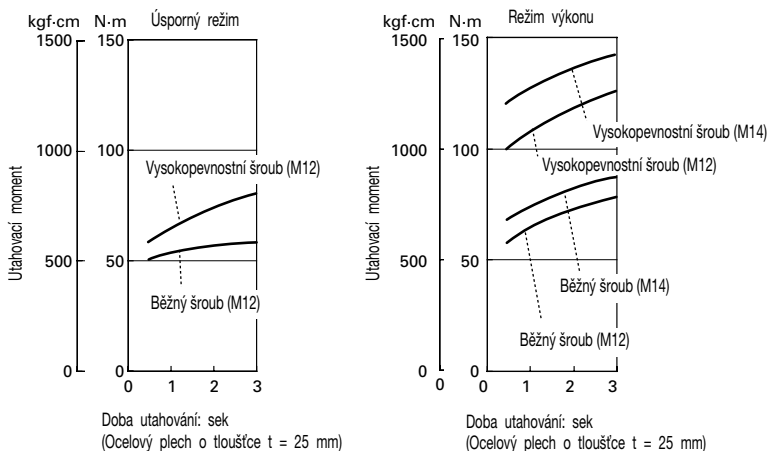 kgf·cm N·m Úsporný režim
1500 150
1000 100
Vysokopevnostní šroub (M12)
500 50
Běžný šroub (M12)
0 0
0 1 2 3
Utahovací moment
Doba utahování: sek
(Ocelový plech o tloušťce t = 25 mm)
kgf·cm N·m Režim výkonu
1500 150
Vysokopevnostní šroub (M14)
1000 100
Vysokopevnostní šroub (M12)
500 50
Běžný šroub (M14)
Běžný šroub (M12)
0 0
0 0 1 2 3
Utahovací moment
Doba utahování: sek
(Ocelový plech o tloušťce t = 25 mm)